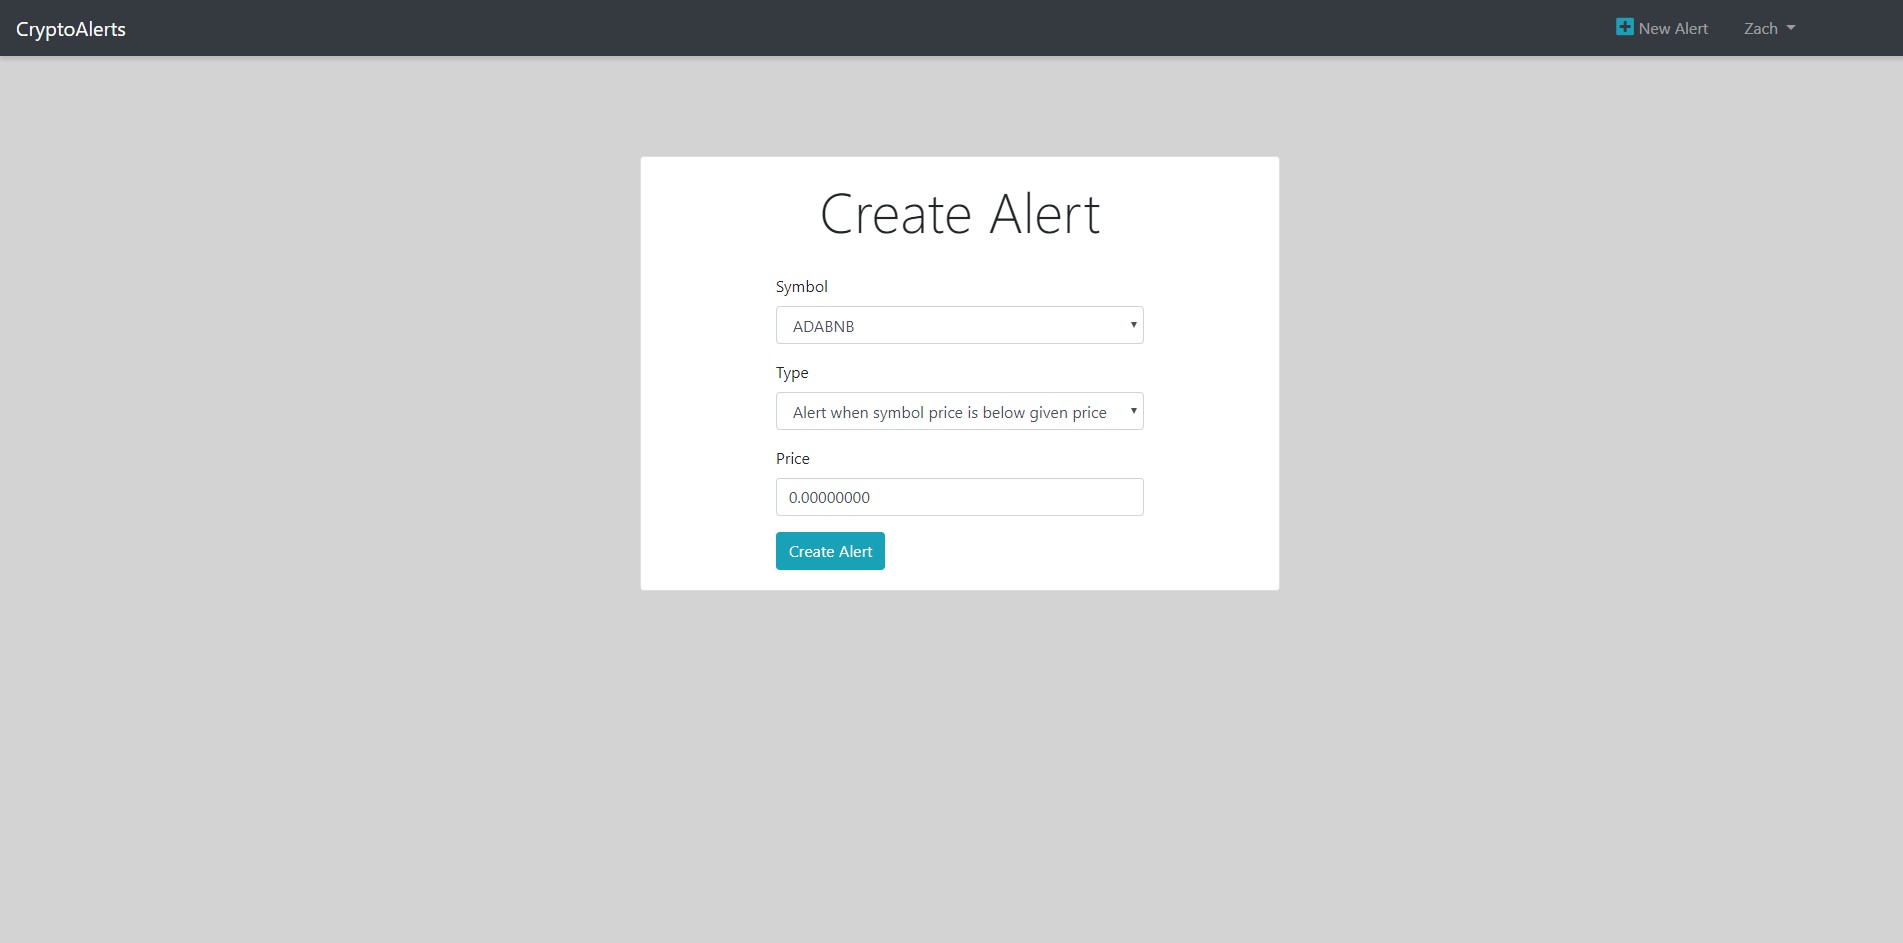 CryptoAlerts
New Alert
Zach
Create Alert
Symbol
ADABNB
Type
Alert when symbol price is below given price
Price
0.00000000
Create Alert